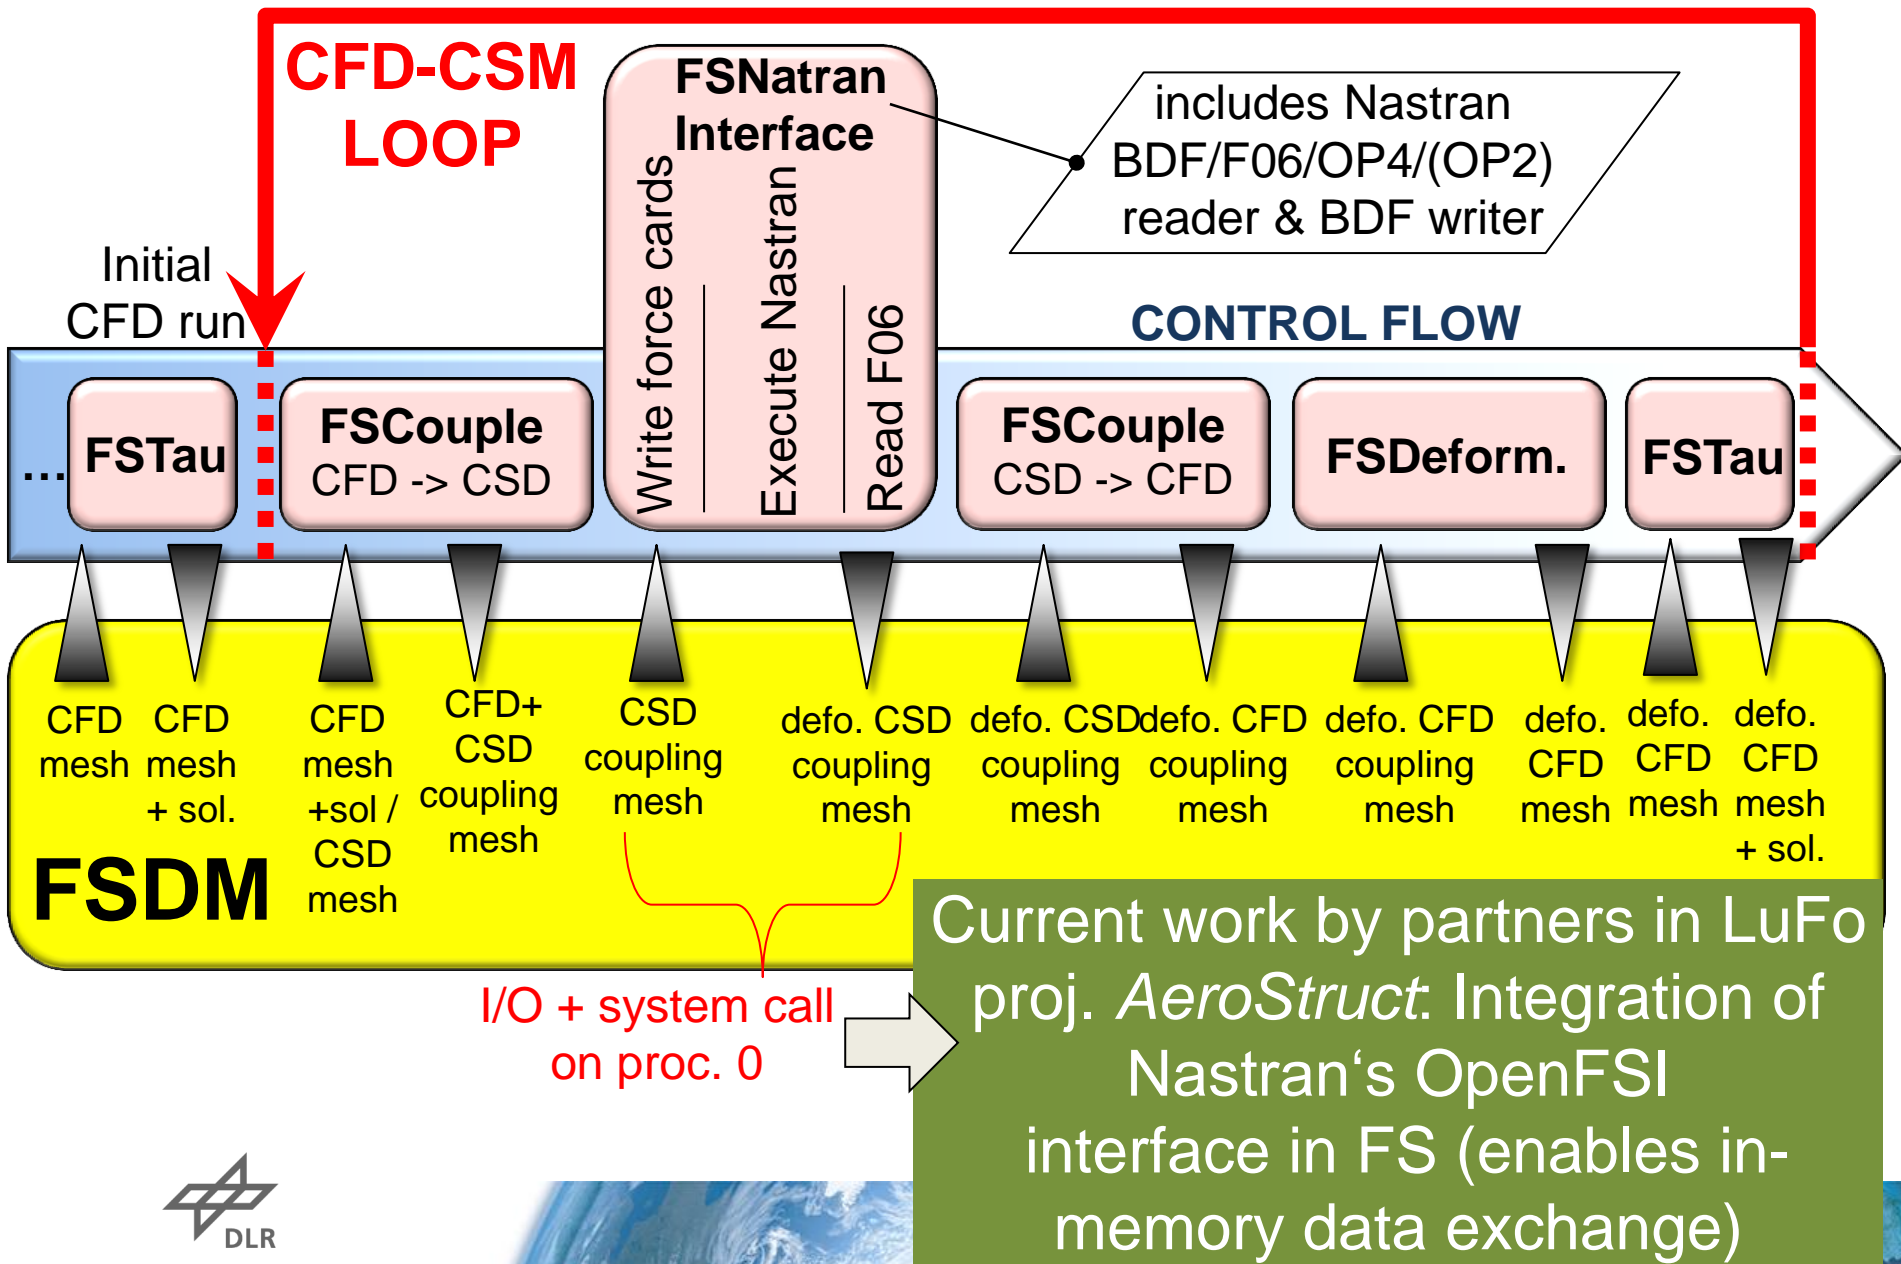 CFD-CSM
LOOP
FSNatran
Interface
Write force cards
Execute Nastran
Read F06
includes Nastran
BDF/F06/OP4/(OP2)
reader & BDF writer
Initial
CFD run
CONTROL FLOW
...
FSTau
FSCouple
CFD -> CSD
FSCouple
CSD -> CFD
FSDeform.
FSTau
CFD
mesh
CFD
mesh
+ sol.
CFD
mesh
+sol /
CSD
mesh
CFD+
CSD
coupling
mesh
CSD
coupling
mesh
defo. CSD
coupling
mesh
defo. CSD
coupling
mesh
defo. CFD
coupling
mesh
defo. CFD
coupling
mesh
defo.
CFD
mesh
defo.
CFD
mesh
defo.
CFD
mesh
+ sol.
FSDM
I/O + system call
on proc. 0
Current work by partners in LuFo
proj. AeroStruct: Integration of
Nastran‘s OpenFSI
interface in FS (enables in-
memory data exchange)
DLR